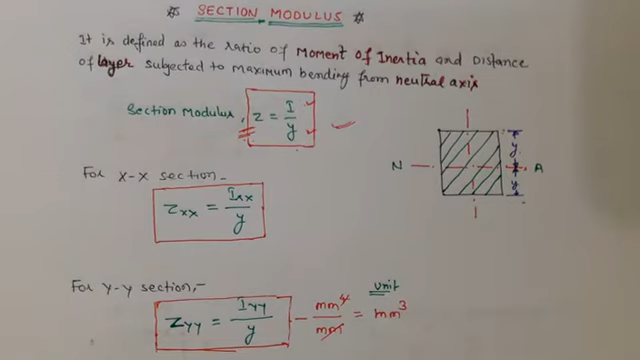 * SECTION MODULUS *
It is defined as the ratio of Moment of Inertia and Distance
of layer subjected to maximum bending from neutral axis
Section Modulus, Z = I/y
y
N A
y
For X-X section-
Zxx = Ixx/y
For Y-Y section,-
unit
Zyy = Iyy/y - mm⁴/mm = mm³